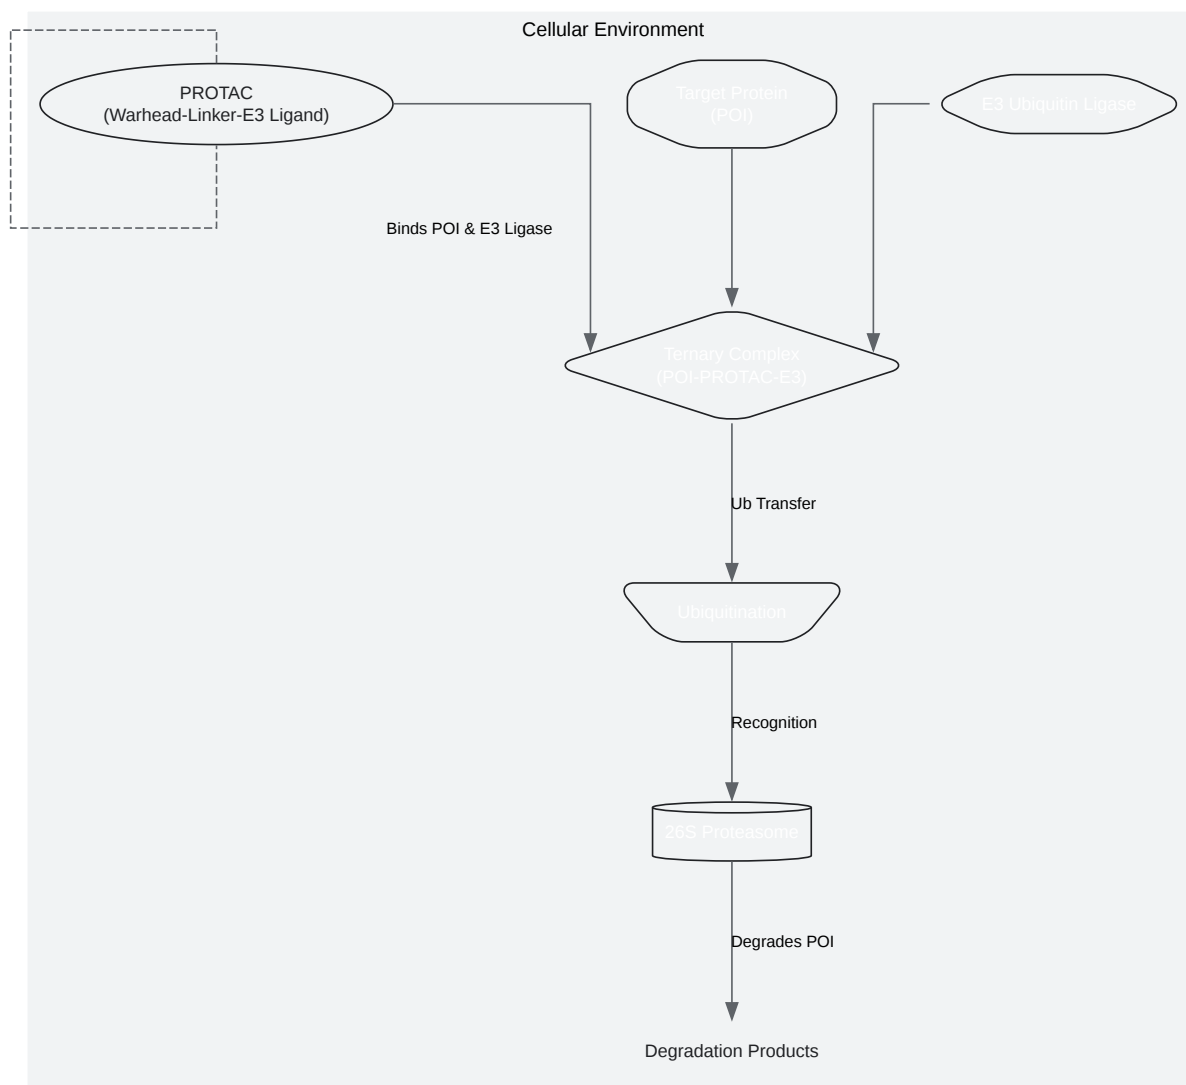 Cellular Environment
PROTAC
(Warhead-Linker-E3 Ligand)
Target Protein
(POI)
E3 Ubiquitin Ligase
Binds POI & E3 Ligase
Ternary Complex
(POI-PROTAC-E3)
Ub Transfer
Ubiquitination
Recognition
26S Proteasome
Degrades POI
Degradation Products